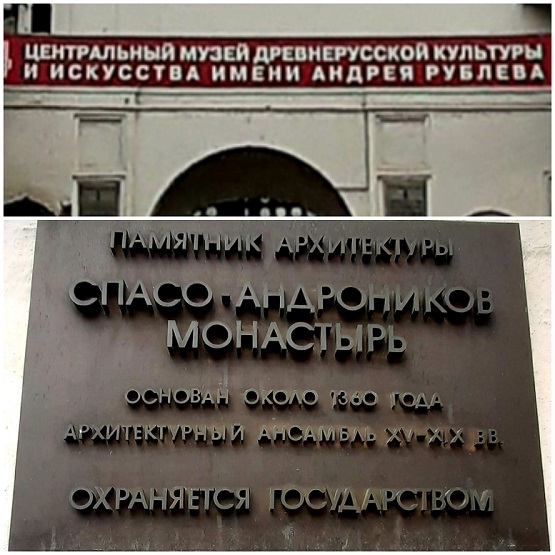 ЦЕНТРАЛЬНЫЙ МУЗЕЙ ДРЕВНЕРУССКОЙ КУЛЬТУРЫ
И ИСКУССТВА ИМЕНИ АНДРЕЯ РУБЛЕВА
ПАМЯТНИК АРХИТЕКТУРЫ
СПАСО-АНДРОНИКОВ
МОНАСТЫРЬ
ОСНОВАН ОКОЛО 1360 ГОДА
АРХИТЕКТУРНЫЙ АНСАМБЛЬ XV-XIX ВВ.
ОХРАНЯЕТСЯ ГОСУДАРСТВОМ